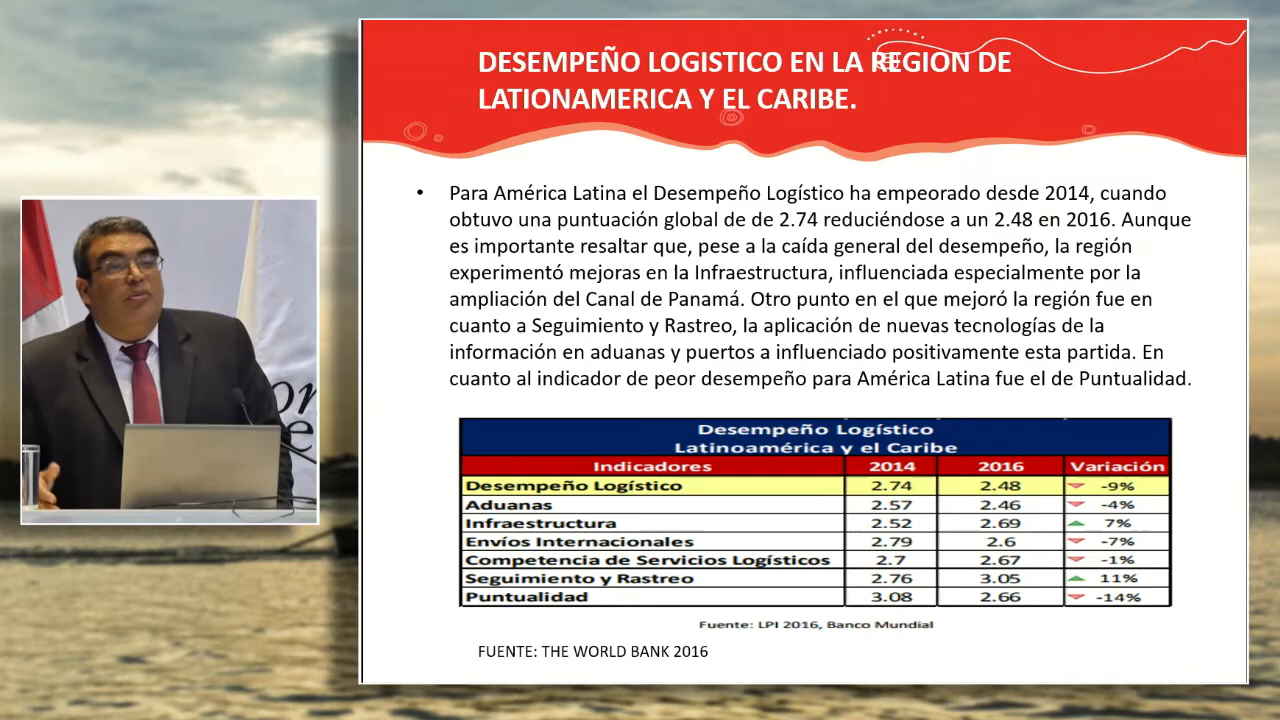 DESEMPEÑO LOGISTICO EN LA REGION DE
LATIONAMERICA Y EL CARIBE.
• Para América Latina el Desempeño Logístico ha empeorado desde 2014, cuando
obtuvo una puntuación global de de 2.74 reduciéndose a un 2.48 en 2016. Aunque
es importante resaltar que, pese a la caída general del desempeño, la región
experimentó mejoras en la Infraestructura, influenciada especialmente por la
ampliación del Canal de Panamá. Otro punto en el que mejoró la región fue en
cuanto a Seguimiento y Rastreo, la aplicación de nuevas tecnologías de la
información en aduanas y puertos a influenciado positivamente esta partida. En
cuanto al indicador de peor desempeño para América Latina fue el de Puntualidad.
Desempeño Logístico
Latinoamérica y el Caribe
Indicadores 2014 2016 Variación
Desempeño Logístico 2.74 2.48 -9%
Aduanas 2.57 2.46 -4%
Infraestructura 2.52 2.69 7%
Envíos Internacionales 2.79 2.6 -7%
Competencia de Servicios Logísticos 2.7 2.67 -1%
Seguimiento y Rastreo 2.76 3.05 11%
Puntualidad 3.08 2.66 -14%
Fuente: LPI 2016, Banco Mundial
FUENTE: THE WORLD BANK 2016